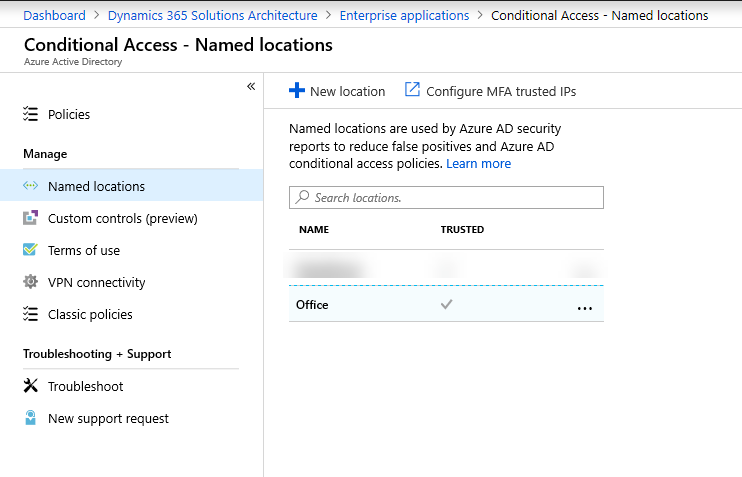 Dashboard > Dynamics 365 Solutions Architecture > Enterprise applications > Conditional Access - Named locations
Conditional Access - Named locations
Azure Active Directory
«
Policies
Manage
Named locations
Custom controls (preview)
Terms of use
VPN connectivity
Classic policies
Troubleshooting + Support
Troubleshoot
New support request
New location Configure MFA trusted IPs
Named locations are used by Azure AD security
reports to reduce false positives and Azure AD
conditional access policies. Learn more
Search locations.
NAME TRUSTED
Office ...